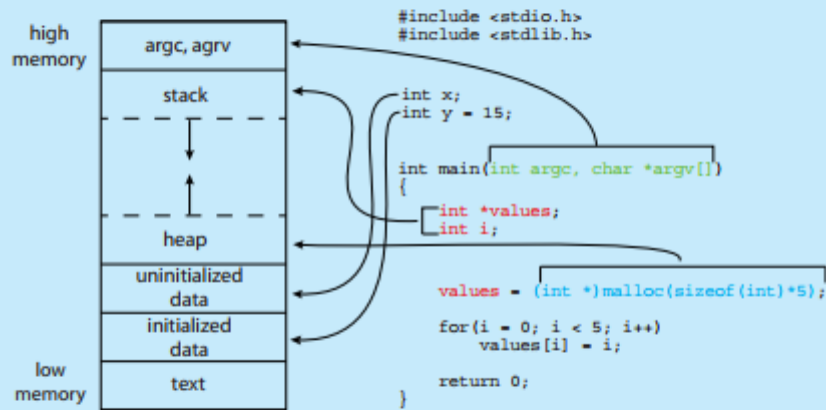 high
memory
argc, agrv
stack
heap
uninitialized
data
initialized
data
low
memory
text
#include <stdio.h>
#include <stdlib.h>
int x;
int y = 15;
int main(int argc, char *argv[])
{
int *values;
int i;
values = (int *)malloc(sizeof(int)*5);
for(i = 0; i < 5; i++)
values[i] = i;
return 0;
}